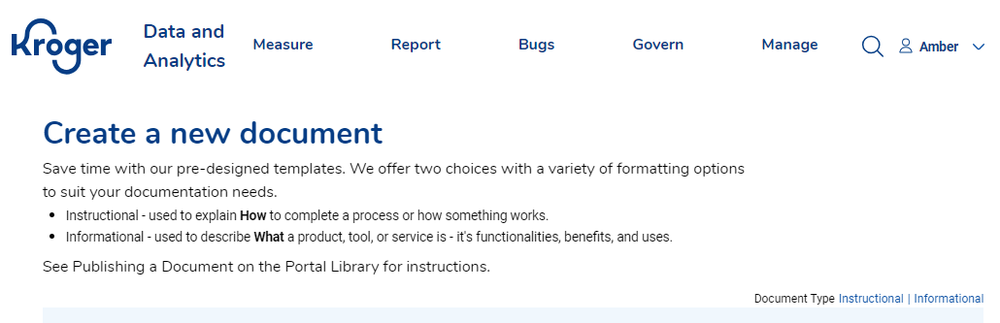 Kroger
Data and
Analytics
Measure Report Bugs Govern Manage Amber
Create a new document
Save time with our pre-designed templates. We offer two choices with a variety of formatting options
to suit your documentation needs.
• Instructional - used to explain How to complete a process or how something works.
• Informational - used to describe What a product, tool, or service is - it's functionalities, benefits, and uses.
See Publishing a Document on the Portal Library for instructions.
Document Type Instructional | Informational